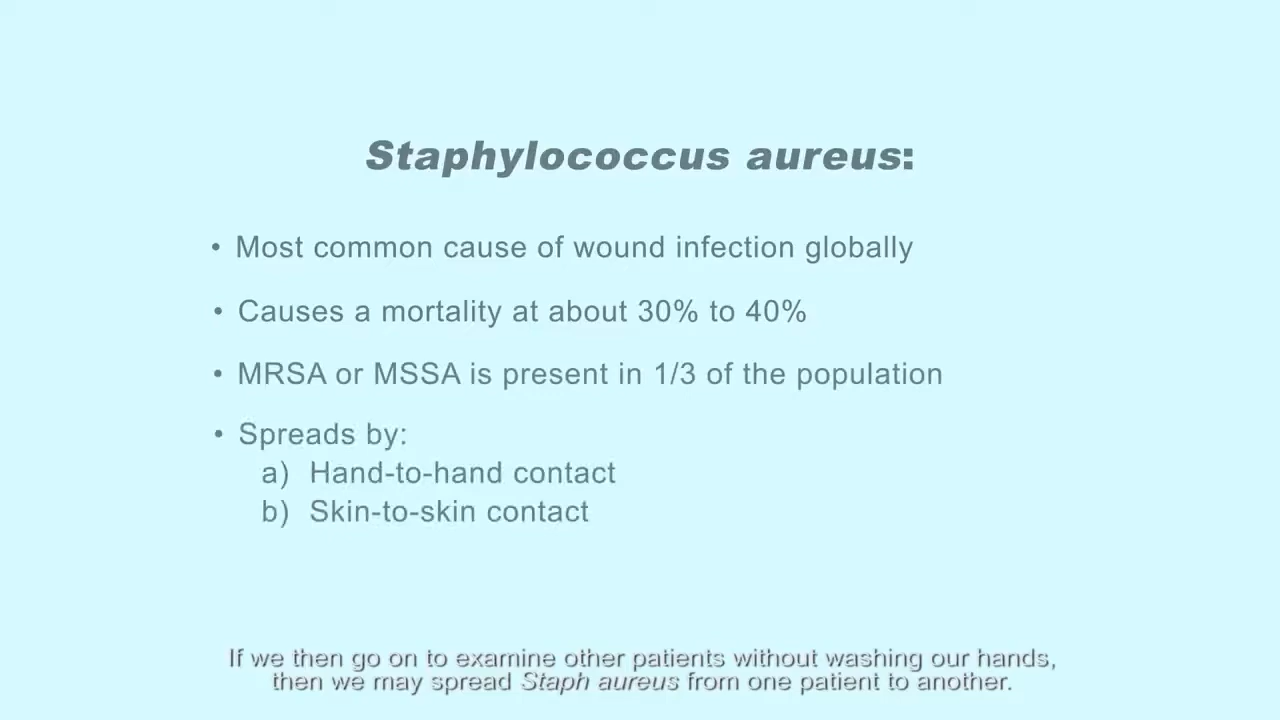 Staphylococcus aureus:
• Most common cause of wound infection globally
• Causes a mortality at about 30% to 40%
• MRSA or MSSA is present in 1/3 of the population
• Spreads by:
a) Hand-to-hand contact
b) Skin-to-skin contact
If we then go on to examine other patients without washing our hands,
then we may spread Staph aureus from one patient to another.